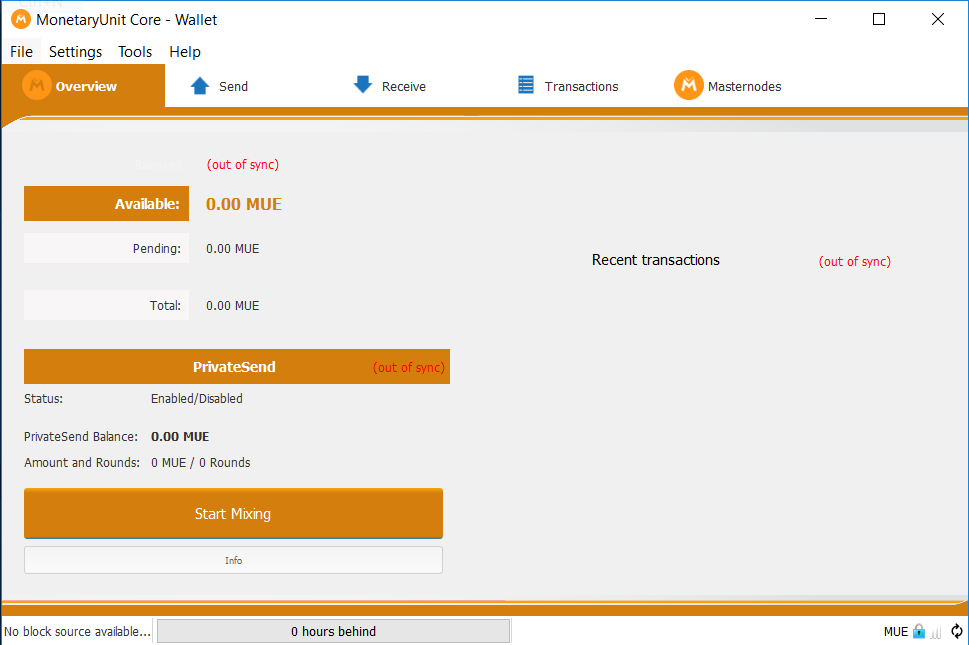 MonetaryUnit Core - Wallet
File Settings Tools Help
Overview Send Receive Transactions Masternodes
(out of sync)
Available: 0.00 MUE
Pending: 0.00 MUE
Recent transactions (out of sync)
Total: 0.00 MUE
PrivateSend (out of sync)
Status: Enabled/Disabled
PrivateSend Balance: 0.00 MUE
Amount and Rounds: 0 MUE / 0 Rounds
Start Mixing
Info
No block source available... 0 hours behind MUE